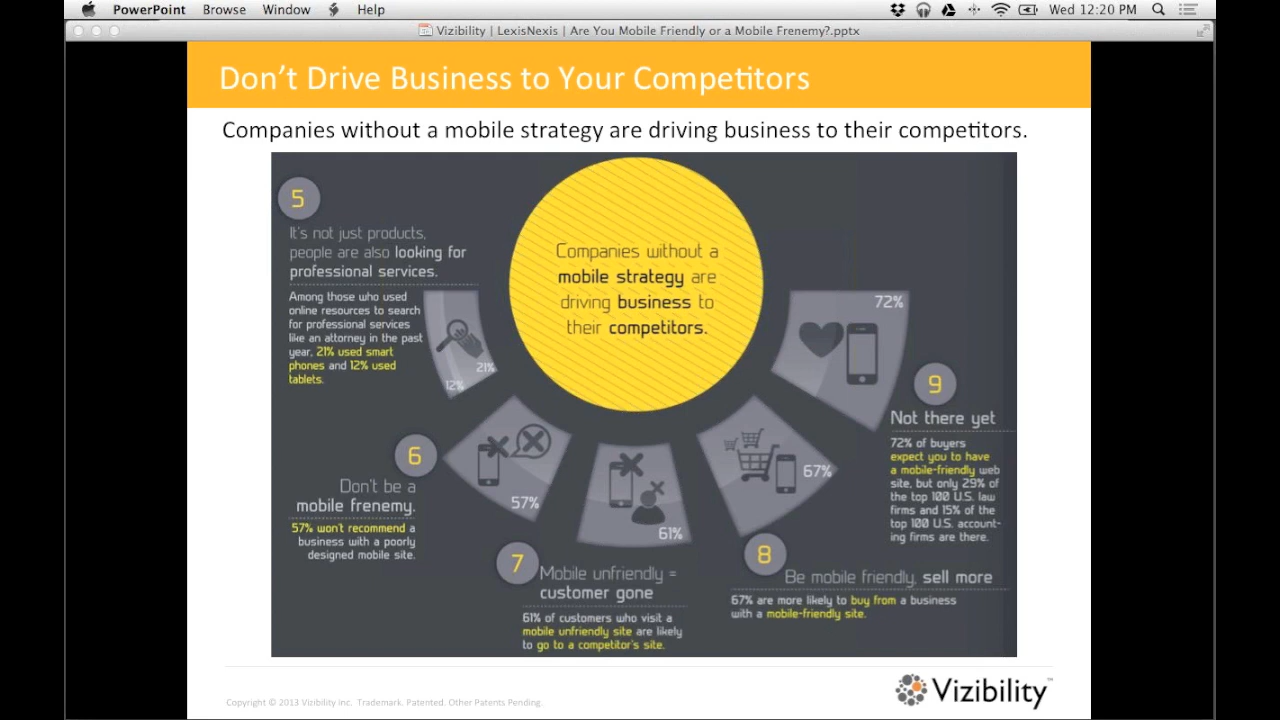 PowerPoint Browse Window Help Wed 12:20 PM
Vizibility | LexisNexis | Are You Mobile Friendly or a Mobile Frenemy?.pptx
Don't Drive Business to Your Competitors
Companies without a mobile strategy are driving business to their competitors.
5
It's not just products,
people are also looking for
professional services.
Among those who used
online resources to search
for professional services
like an attorney in the past
year, 21% used smart
phones and 12% used
tablets.
21%
12%
Companies without a
mobile strategy are
driving business to
their competitors.
6
Don't be a
mobile frenemy.
57% won't recommend a
business with a poorly
designed mobile site.
57%
7
Mobile unfriendly =
customer gone
61% of customers who visit a
mobile unfriendly site are likely
to go to a competitor's site.
61%
8
Be mobile friendly, sell more
67% are more likely to buy from a business
with a mobile-friendly site.
67%
72%
9
Not there yet
72% of buyers
expect you to have
a mobile-friendly web
site, but only 29% of
the top 100 U.S. law
firms and 15% of the
top 100 U.S. account-
ing firms are there.
Copyright © 2013 Vizibility Inc. Trademark. Patented. Other Patents Pending.
Vizibility™